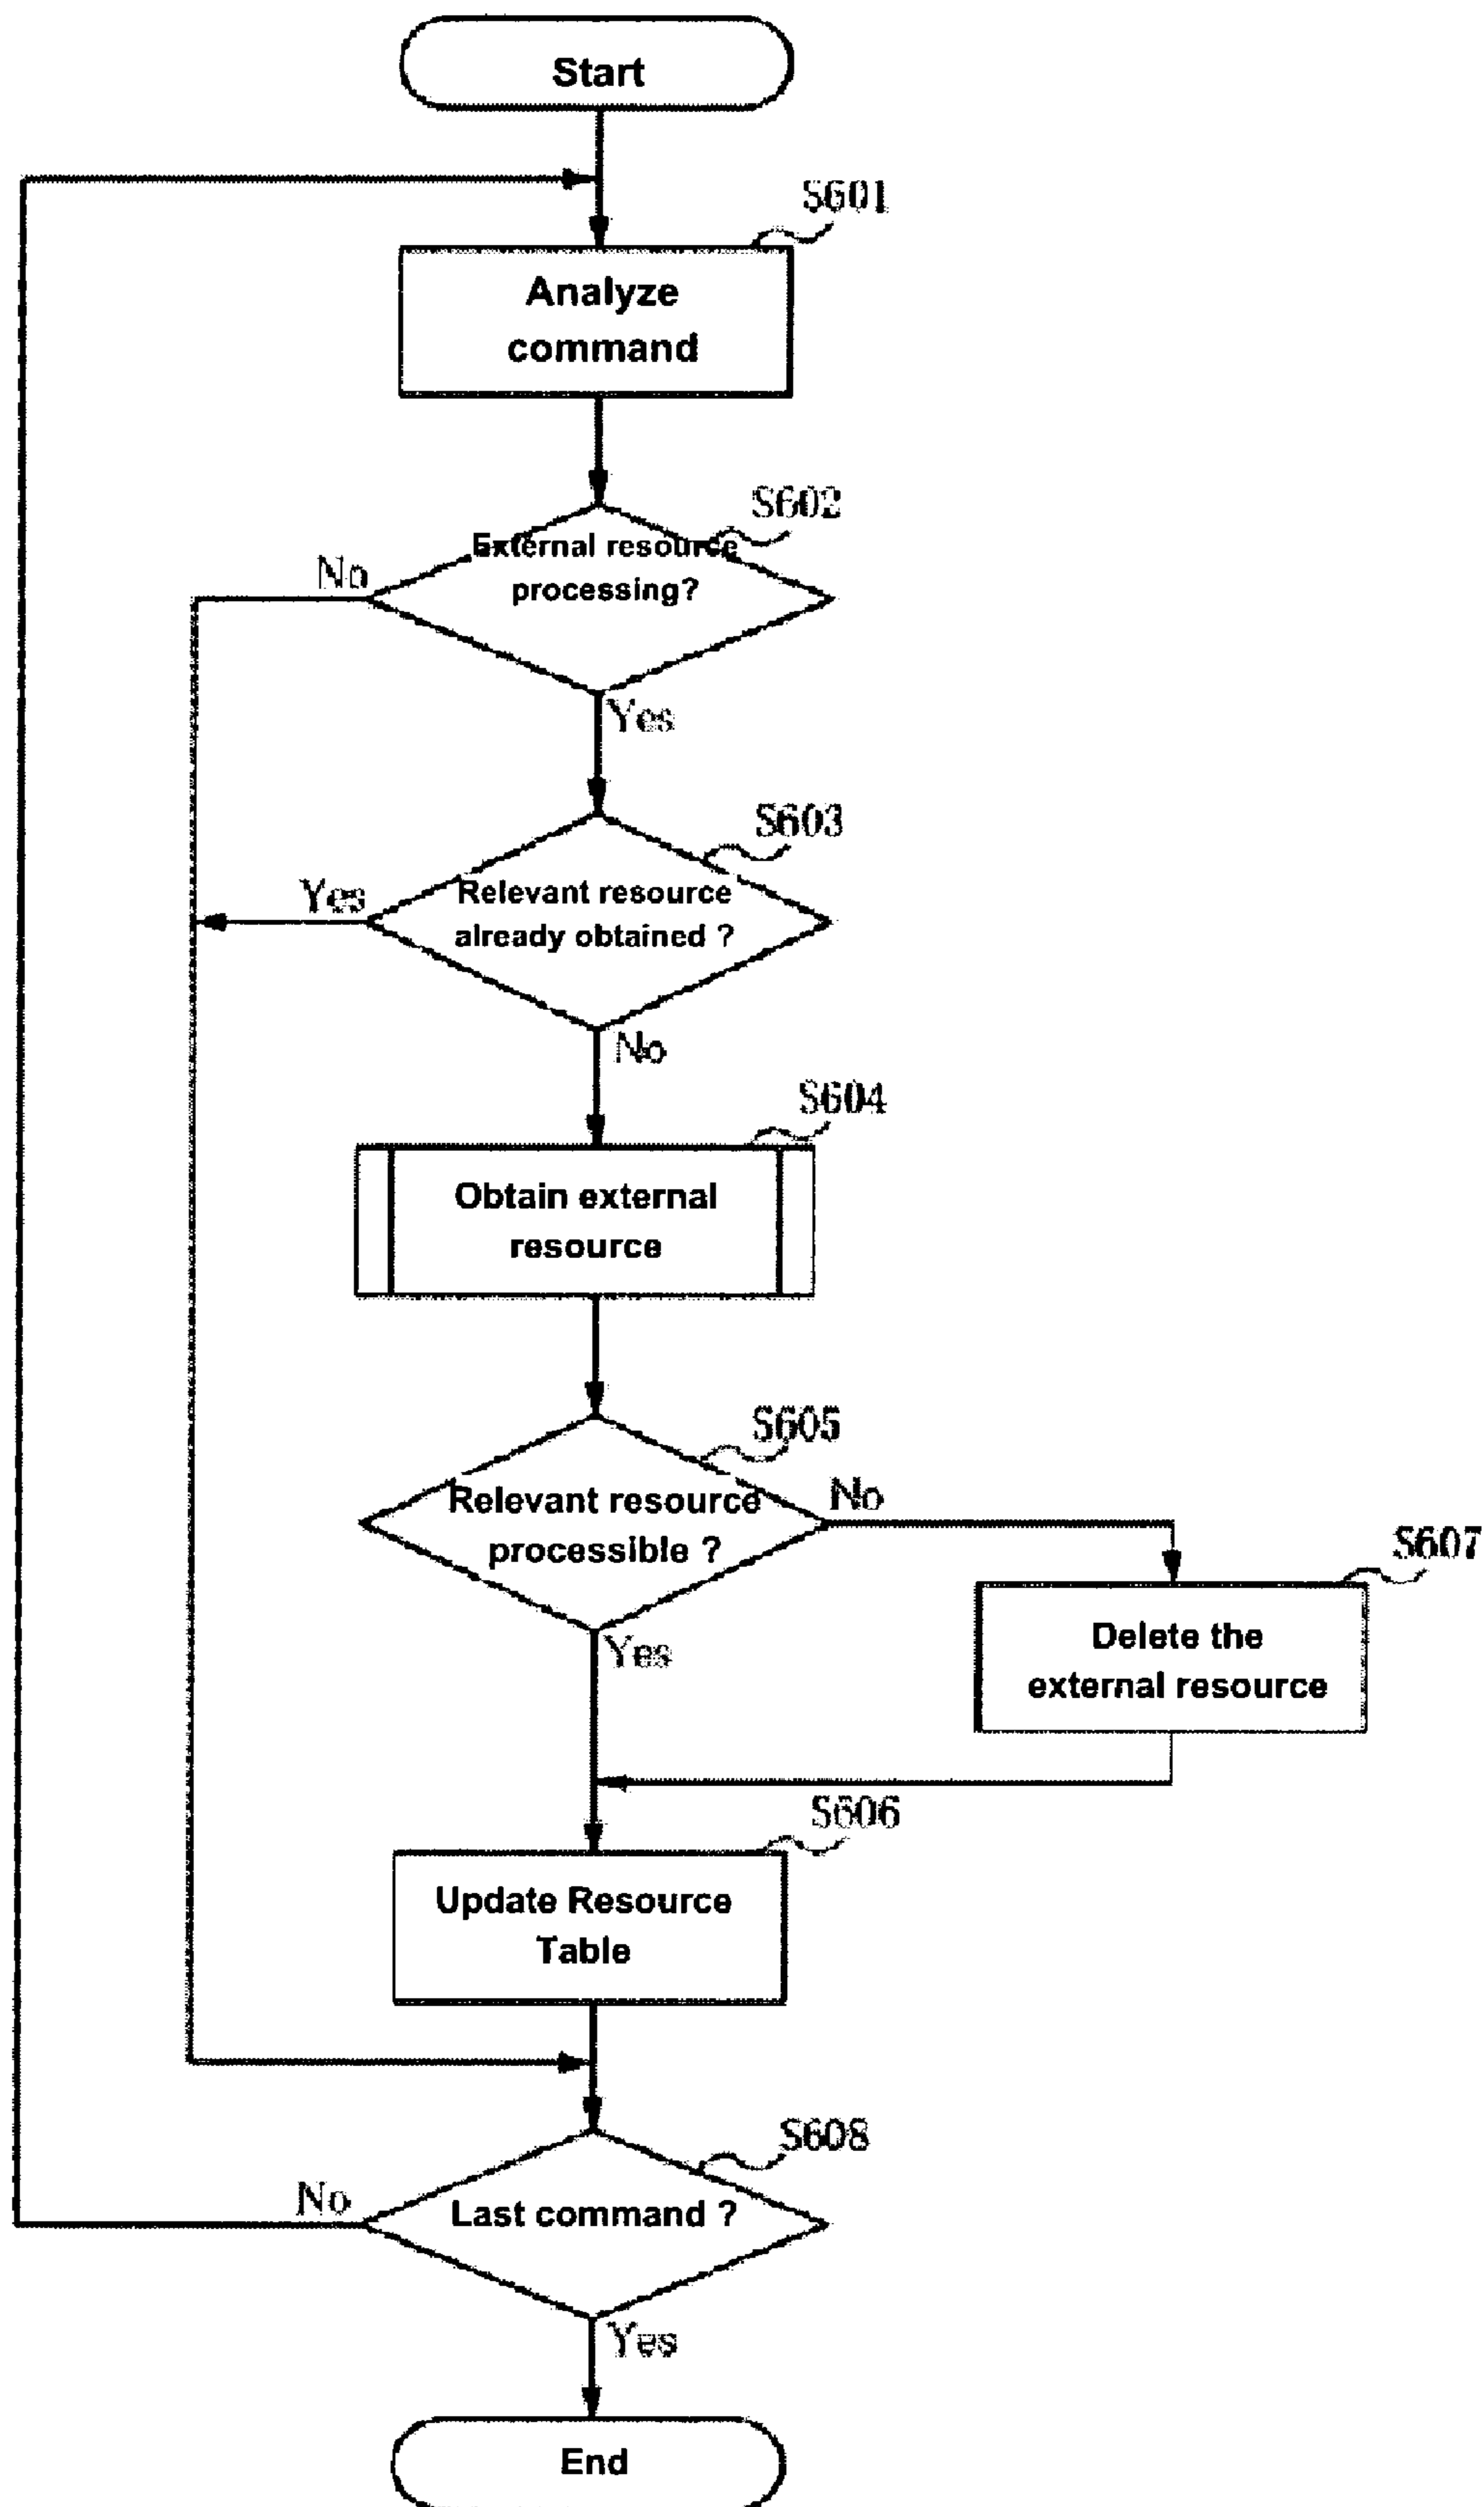 Start
S601
Analyze
command
S602
External resource
processing?
No
Yes
S603
Relevant resource
already obtained ?
Yes
No
S604
Obtain external
resource
S605
Relevant resource
processible ?
No
Yes
S607
Delete the
external resource
S606
Update Resource
Table
S608
Last command ?
No
Yes
End